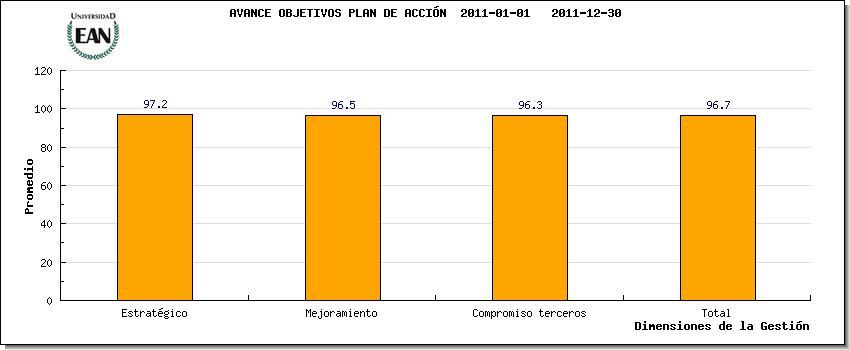 AVANCE OBJETIVOS PLAN DE ACCIÓN 2011-01-01 2011-12-30
UNIVERSIDAD
EAN
120
100
80
60
40
20
0
Promedio
97.2
96.5
96.3
96.7
Estratégico
Mejoramiento
Compromiso terceros
Total
Dimensiones de la Gestión